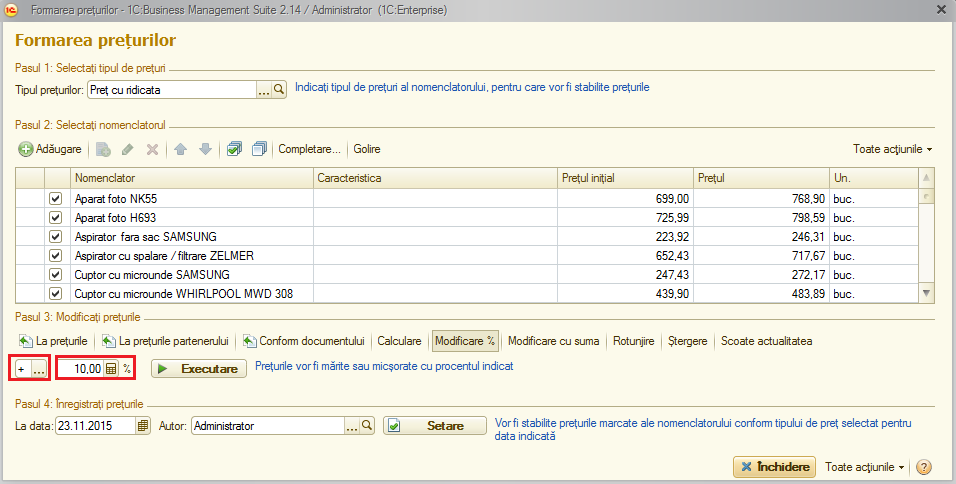 Formarea prețurilor - 1C:Business Management Suite 2.14 / Administrator (1C:Enterprise)
Formarea prețurilor
Pasul 1: Selectați tipul de prețuri
Tipul prețurilor: Preț cu ridicata ... Indicați tipul de prețuri al nomenclatorului, pentru care vor fi stabilite prețurile
Pasul 2: Selectați nomenclatorul
Adăugare Completare... Golire Toate acțiunile
Nomenclator Caracteristica Prețul inițial Prețul Un.
Aparat foto NK55 699,00 768,90 buc.
Aparat foto H693 725,99 798,59 buc.
Aspirator fara sac SAMSUNG 223,92 246,31 buc.
Aspirator cu spalare / filtrare ZELMER 652,43 717,67 buc.
Cuptor cu microunde SAMSUNG 247,43 272,17 buc.
Cuptor cu microunde WHIRLPOOL MWD 308 439,90 483,89 buc.
Pasul 3: Modificați prețurile
La prețurile La prețurile partenerului Conform documentului Calculare Modificare % Modificare cu suma Rotunjire Ștergere Scoate actualitatea
+ ... 10,00 % Executare Prețurile vor fi mărite sau micșorate cu procentul indicat
Pasul 4: Înregistrați prețurile
La data: 23.11.2015 Autor: Administrator ... Setare Vor fi stabilite prețurile marcate ale nomenclatorului conform tipului de preț selectat pentru
data indicată
Închidere Toate acțiunile ?